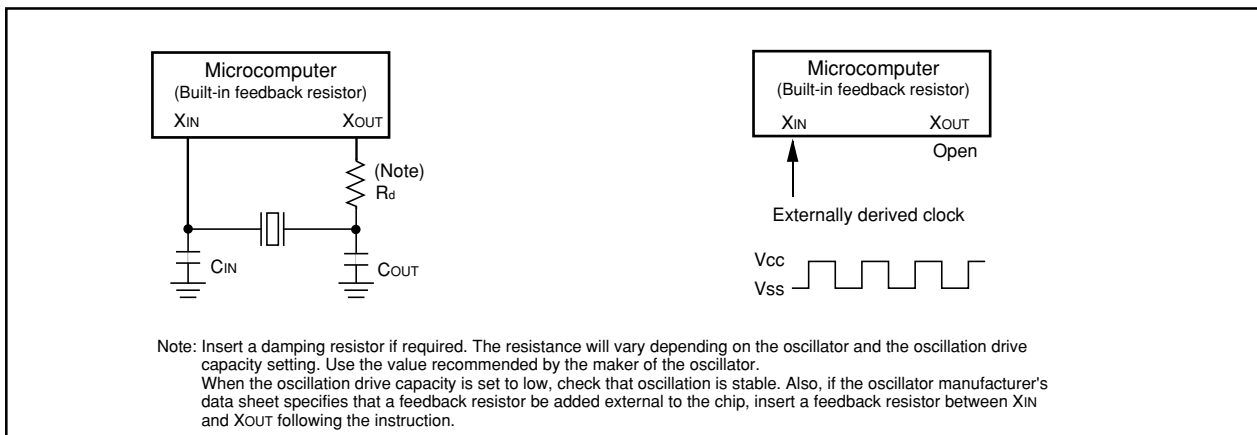 Microcomputer
(Built-in feedback resistor)
XIN XOUT
(Note)
Rd
CIN
COUT
Microcomputer
(Built-in feedback resistor)
XIN XOUT
Open
Externally derived clock
Vcc
Vss
Note: Insert a damping resistor if required. The resistance will vary depending on the oscillator and the oscillation drive
capacity setting. Use the value recommended by the maker of the oscillator.
When the oscillation drive capacity is set to low, check that oscillation is stable. Also, if the oscillator manufacturer's
data sheet specifies that a feedback resistor be added external to the chip, insert a feedback resistor between XIN
and XOUT following the instruction.